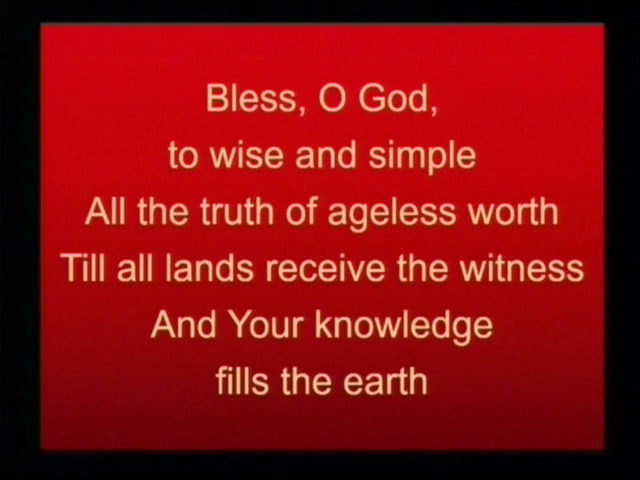 Bless, O God,
to wise and simple
All the truth of ageless worth
Till all lands receive the witness
And Your knowledge
fills the earth